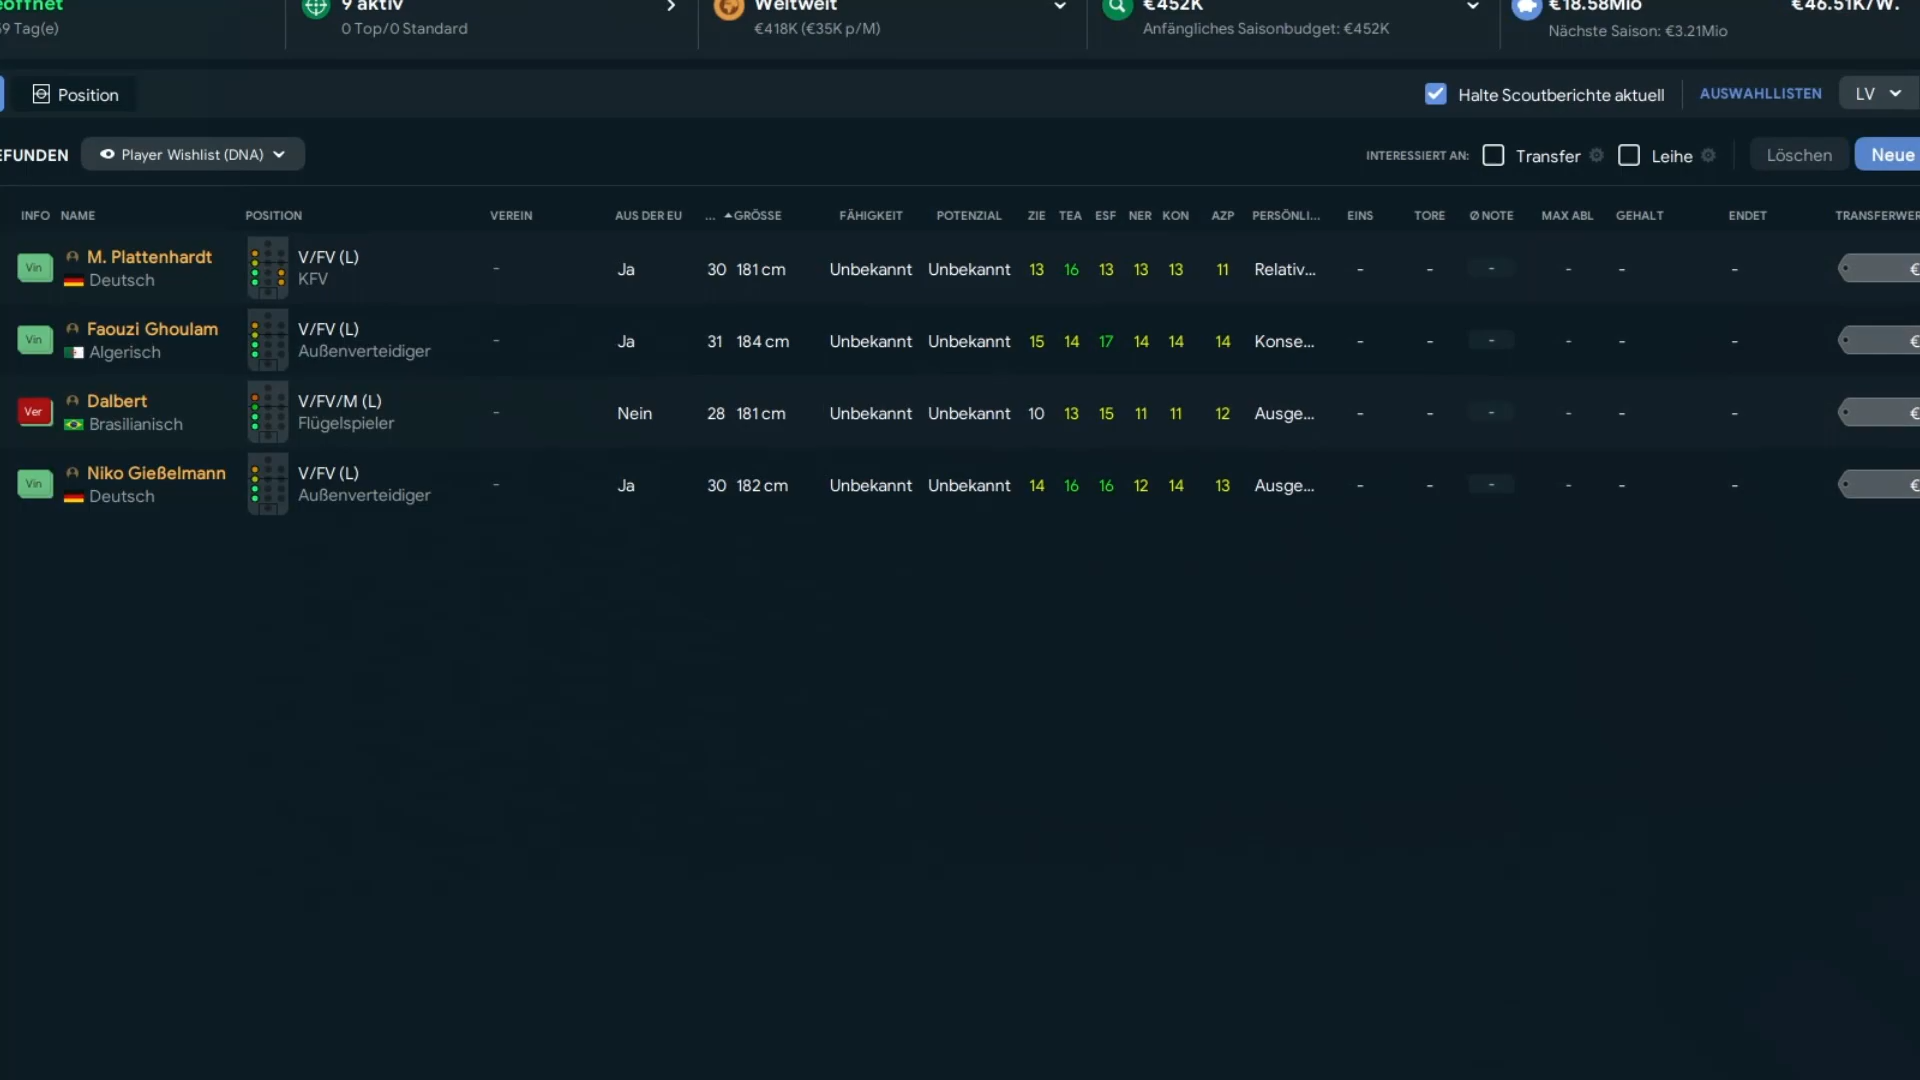 eöffnet
9 aktiv
Weltweit
€452K
€18.58Mio
€46.51K/W.
59 Tag(e)
0 Top/0 Standard
€418K (€35K p/M)
Anfängliches Saisonbudget: €452K
Nächste Saison: €3.21Mio
Position
Halte Scoutberichte aktuell
AUSWAHLLISTEN
LV
EFUNDEN
Player Wishlist (DNA)
INTERESSIERT AN:
Transfer
Leihe
Löschen
Neue
INFO NAME POSITION VEREIN AUS DER EU ... GRÖSSE FÄHIGKEIT POTENZIAL ZIE TEA ESF NER KON AZP PERSÖNLI... EINS TORE Ø NOTE MAX ABL GEHALT ENDET TRANSFERWER
Vin M. Plattenhardt V/FV (L) - Ja 30 181 cm Unbekannt Unbekannt 13 16 13 13 13 11 Relativ... - - - - - - €
Deutsch KFV
Vin Faouzi Ghoulam V/FV (L) - Ja 31 184 cm Unbekannt Unbekannt 15 14 17 14 14 14 Konse... - - - - - - €
Algerisch Außenverteidiger
Ver Dalbert V/FV/M (L) - Nein 28 181 cm Unbekannt Unbekannt 10 13 15 11 11 12 Ausge... - - - - - - €
Brasilianisch Flügelspieler
Vin Niko Gießelmann V/FV (L) - Ja 30 182 cm Unbekannt Unbekannt 14 16 16 12 14 13 Ausge... - - - - - - €
Deutsch Außenverteidiger